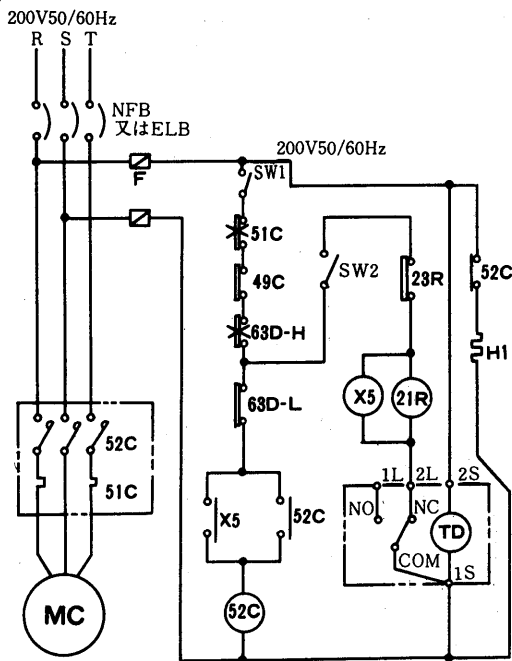 200V50/60Hz
R S T
NFB
又はELB
F
200V50/60Hz
SW1
51C
49C
63D-H
63D-L
SW2
23R
52C
H1
X5
21R
52C
51C
X5
52C
1L 2L 2S
NO
NC
COM
TD
1S
52C
MC